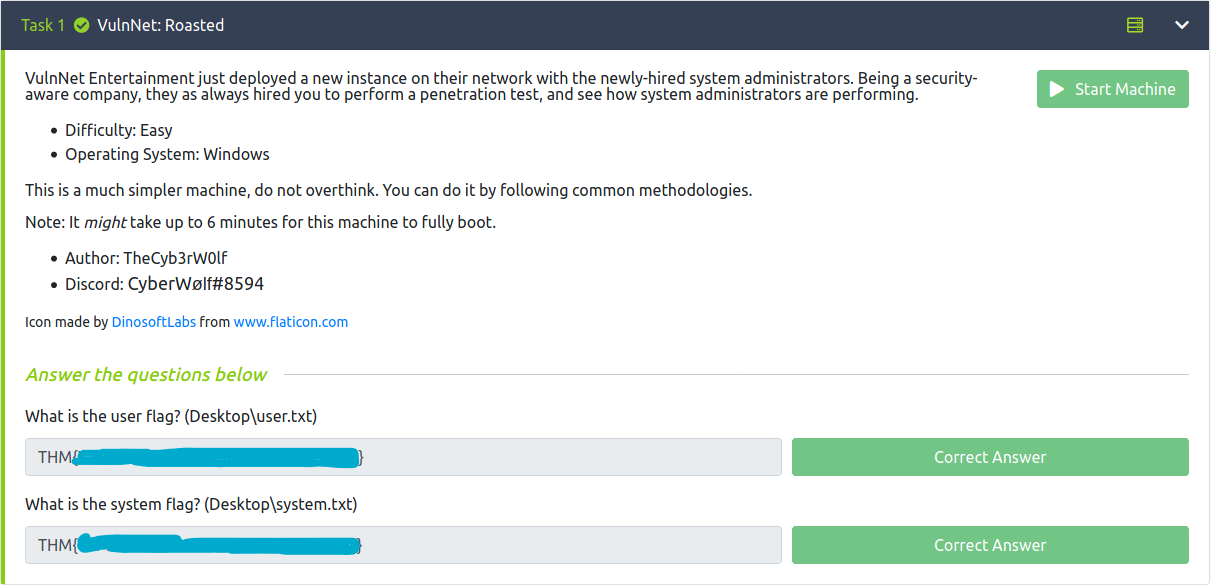 Task 1 VulnNet: Roasted
VulnNet Entertainment just deployed a new instance on their network with the newly-hired system administrators. Being a security-
aware company, they as always hired you to perform a penetration test, and see how system administrators are performing.
Start Machine
• Difficulty: Easy
• Operating System: Windows
This is a much simpler machine, do not overthink. You can do it by following common methodologies.
Note: It might take up to 6 minutes for this machine to fully boot.
• Author: TheCyb3rW0lf
• Discord: CyberWølf#8594
Icon made by DinosoftLabs from www.flaticon.com
Answer the questions below
What is the user flag? (Desktop\user.txt)
THM{ }
Correct Answer
What is the system flag? (Desktop\system.txt)
THM{ }
Correct Answer